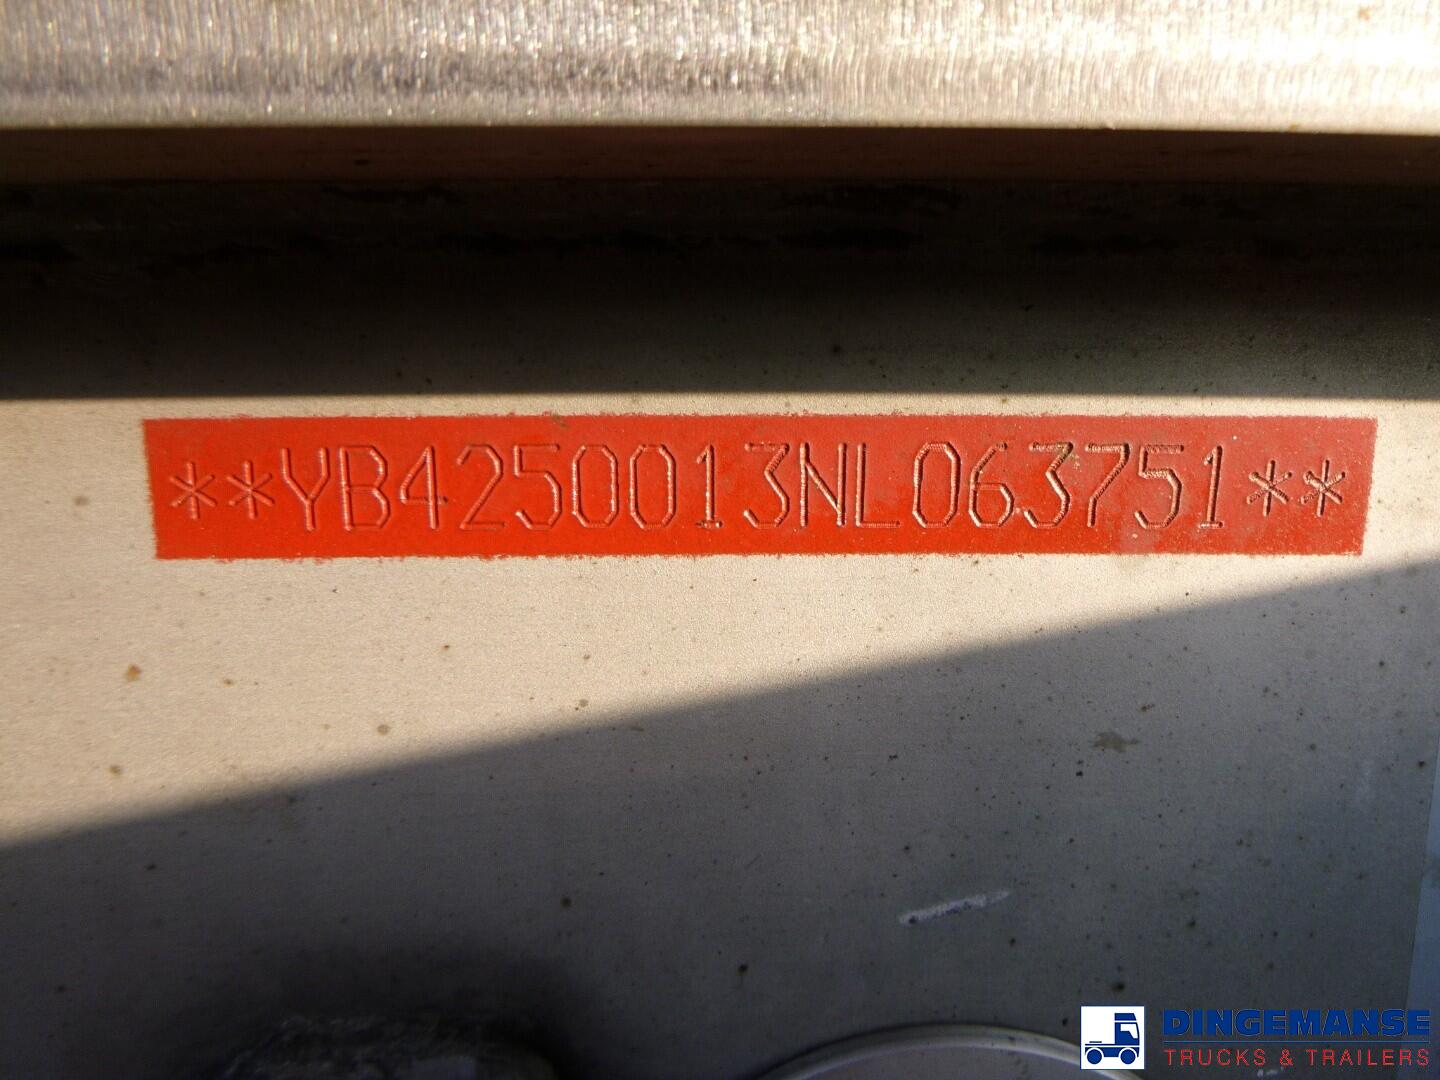 **YB4250013NL063751**
DINGEMANSE
TRUCKS & TRAILERS